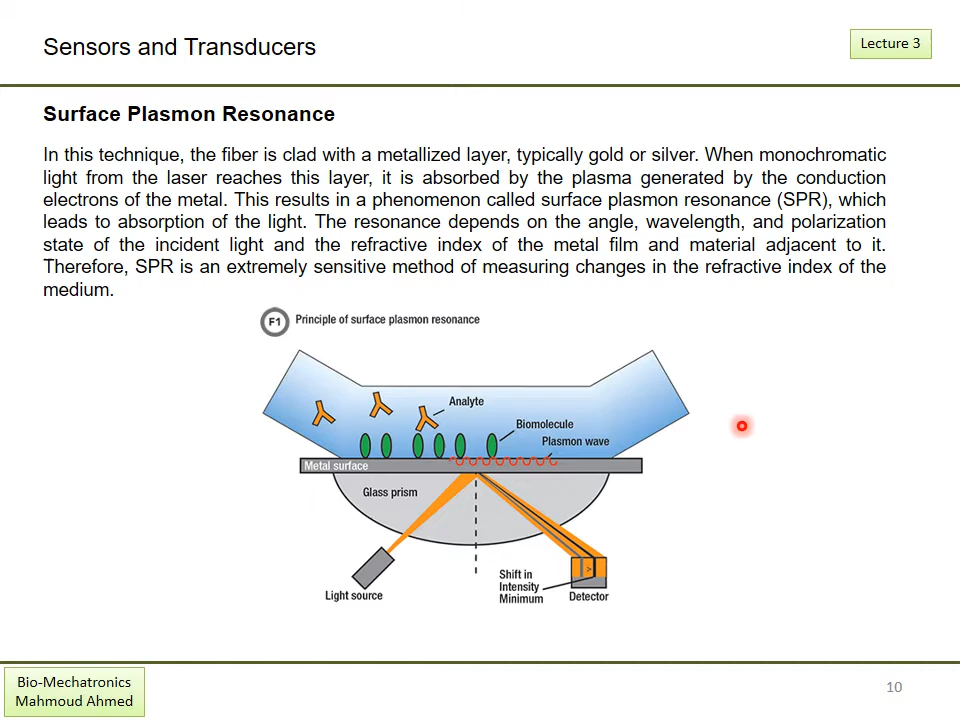 Sensors and Transducers
Lecture 3
Surface Plasmon Resonance
In this technique, the fiber is clad with a metallized layer, typically gold or silver. When monochromatic
light from the laser reaches this layer, it is absorbed by the plasma generated by the conduction
electrons of the metal. This results in a phenomenon called surface plasmon resonance (SPR), which
leads to absorption of the light. The resonance depends on the angle, wavelength, and polarization
state of the incident light and the refractive index of the metal film and material adjacent to it.
Therefore, SPR is an extremely sensitive method of measuring changes in the refractive index of the
medium.
F1 Principle of surface plasmon resonance
Analyte
Biomolecule
Plasmon wave
Metal surface
Glass prism
Light source
Shift in
Intensity
Minimum
>
Detector
Bio-Mechatronics
Mahmoud Ahmed
10